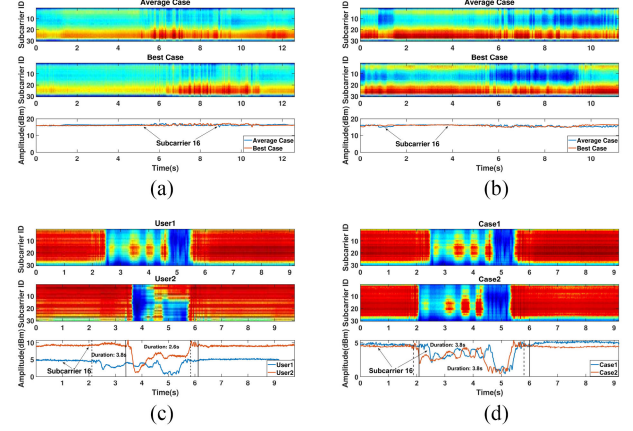 Average Case
Subcarrier ID
10
20
30
0 2 4 6 8 10 12
Best Case
Subcarrier ID
10
20
30
0 2 4 6 8 10 12
Amplitude(dBm)
20
10
0
Subcarrier 16
Average Case
Best Case
0 2 4 6 8 10 12
Time(s)
(a)
Average Case
Subcarrier ID
10
20
30
0 2 4 6 8 10
Best Case
Subcarrier ID
10
20
30
0 2 4 6 8 10
Amplitude(dBm)
20
10
0
Subcarrier 16
Average Case
Best Case
0 2 4 6 8 10
Time(s)
(b)
User1
Subcarrier ID
10
20
30
0 1 2 3 4 5 6 7 8 9
User2
Subcarrier ID
10
20
30
0 1 2 3 4 5 6 7 8 9
Amplitude(dBm)
10
5
0
Duration: 3.8s
Duration: 2.6s
Subcarrier 16
User1
User2
0 1 2 3 4 5 6 7 8 9
Time(s)
(c)
Case1
Subcarrier ID
10
20
30
0 1 2 3 4 5 6 7 8 9
Case2
Subcarrier ID
10
20
30
0 1 2 3 4 5 6 7 8 9
Amplitude(dBm)
5
0
Duration: 3.8s
Duration: 3.8s
Subcarrier 16
Case1
Case2
0 1 2 3 4 5 6 7 8 9
Time(s)
(d)